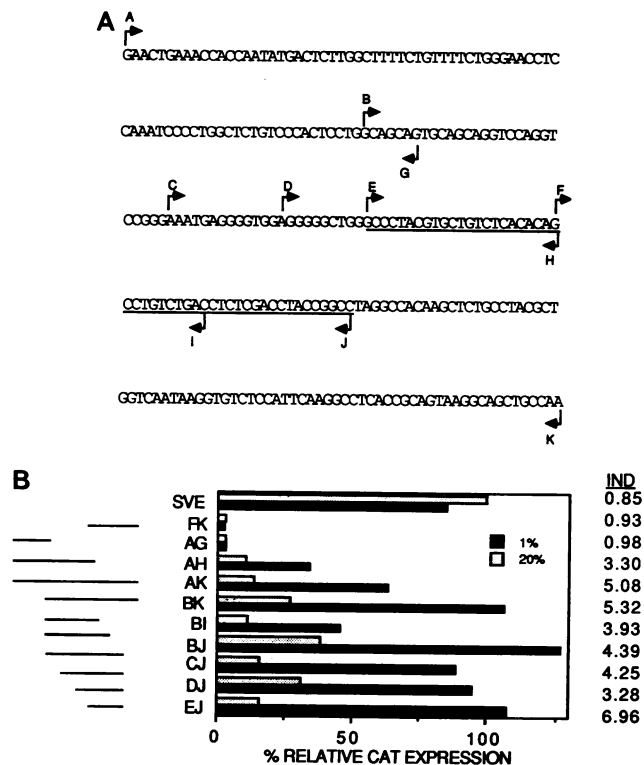 A
A
GAACTGAAACCACCAATATGACTCTTGGCTTTTCTGTTTTCTGGGAACCTC
B
CAAATCCCCTGGCTCTGTCCCACTCCTGGCAGCAGTGCAGCAGGTCCAGGT
G
C D E F
CCGGGAAATGAGGGGTGGAGGGGGCTGGGCCCTACGTGCTGTCTCACACAG
H
CCTGTCTGACCTCTCGACCTACCGGCCTAGGCCACAAGCTCTGCCTACGCT
I J
GGTCAATAAGGTGTCTCCATTCAAGGCCTCACCGCAGTAAGGCAGCTGCCAA
K
B
IND
SVE 0.85
FK 0.93
AG 0.98
AH 3.30
AK 5.08
BK 5.32
BI 3.93
BJ 4.39
CJ 4.25
DJ 3.28
EJ 6.96
1%
20%
0 50 100
% RELATIVE CAT EXPRESSION